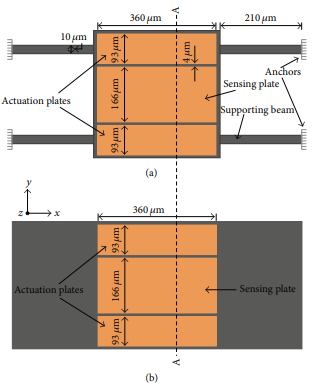 A
360 μm
210 μm
10 μm
93 μm
4 μm
Anchors
Sensing plate
Actuation plates
166 μm
Supporting beam
93 μm
(a)
y
z
x
360 μm
93 μm
Actuation plates
166 μm
Sensing plate
93 μm
A
(b)